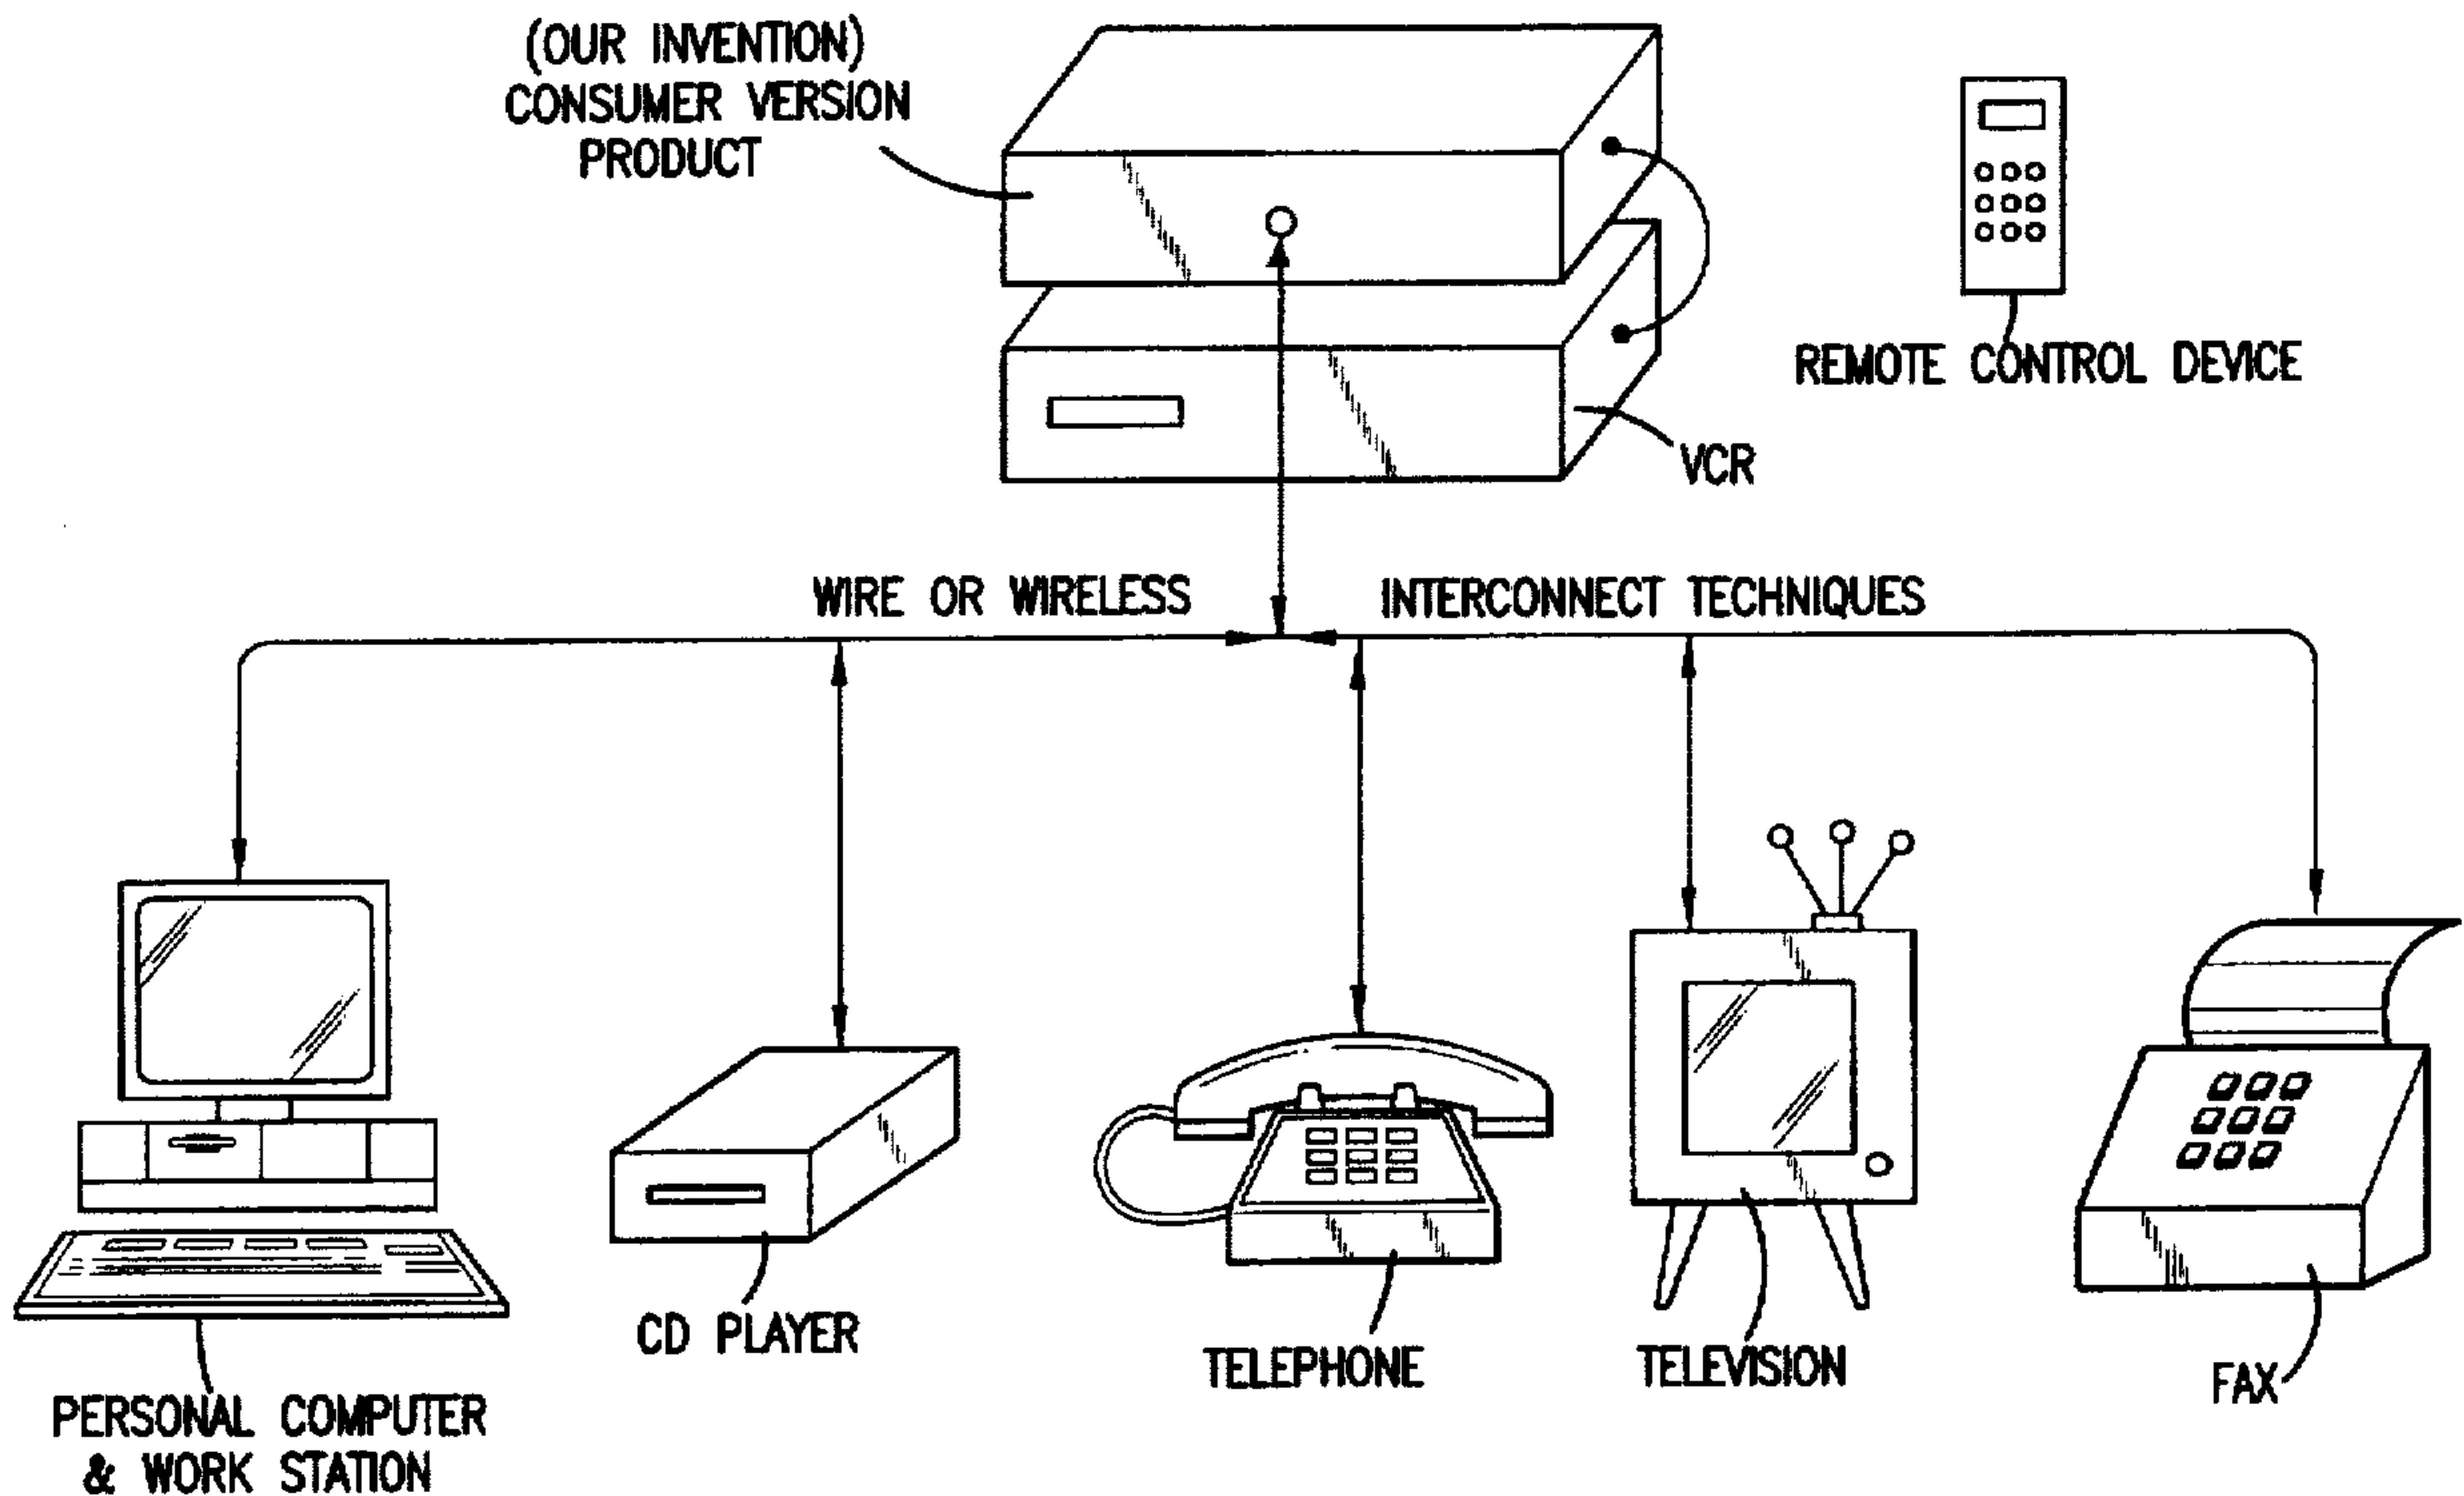 (OUR INVENTION)
CONSUMER VERSION
PRODUCT
REMOTE CONTROL DEVICE
VCR
WIRE OR WIRELESS INTERCONNECT TECHNIQUES
CD PLAYER
TELEPHONE
TELEVISION
FAX
PERSONAL COMPUTER
& WORK STATION